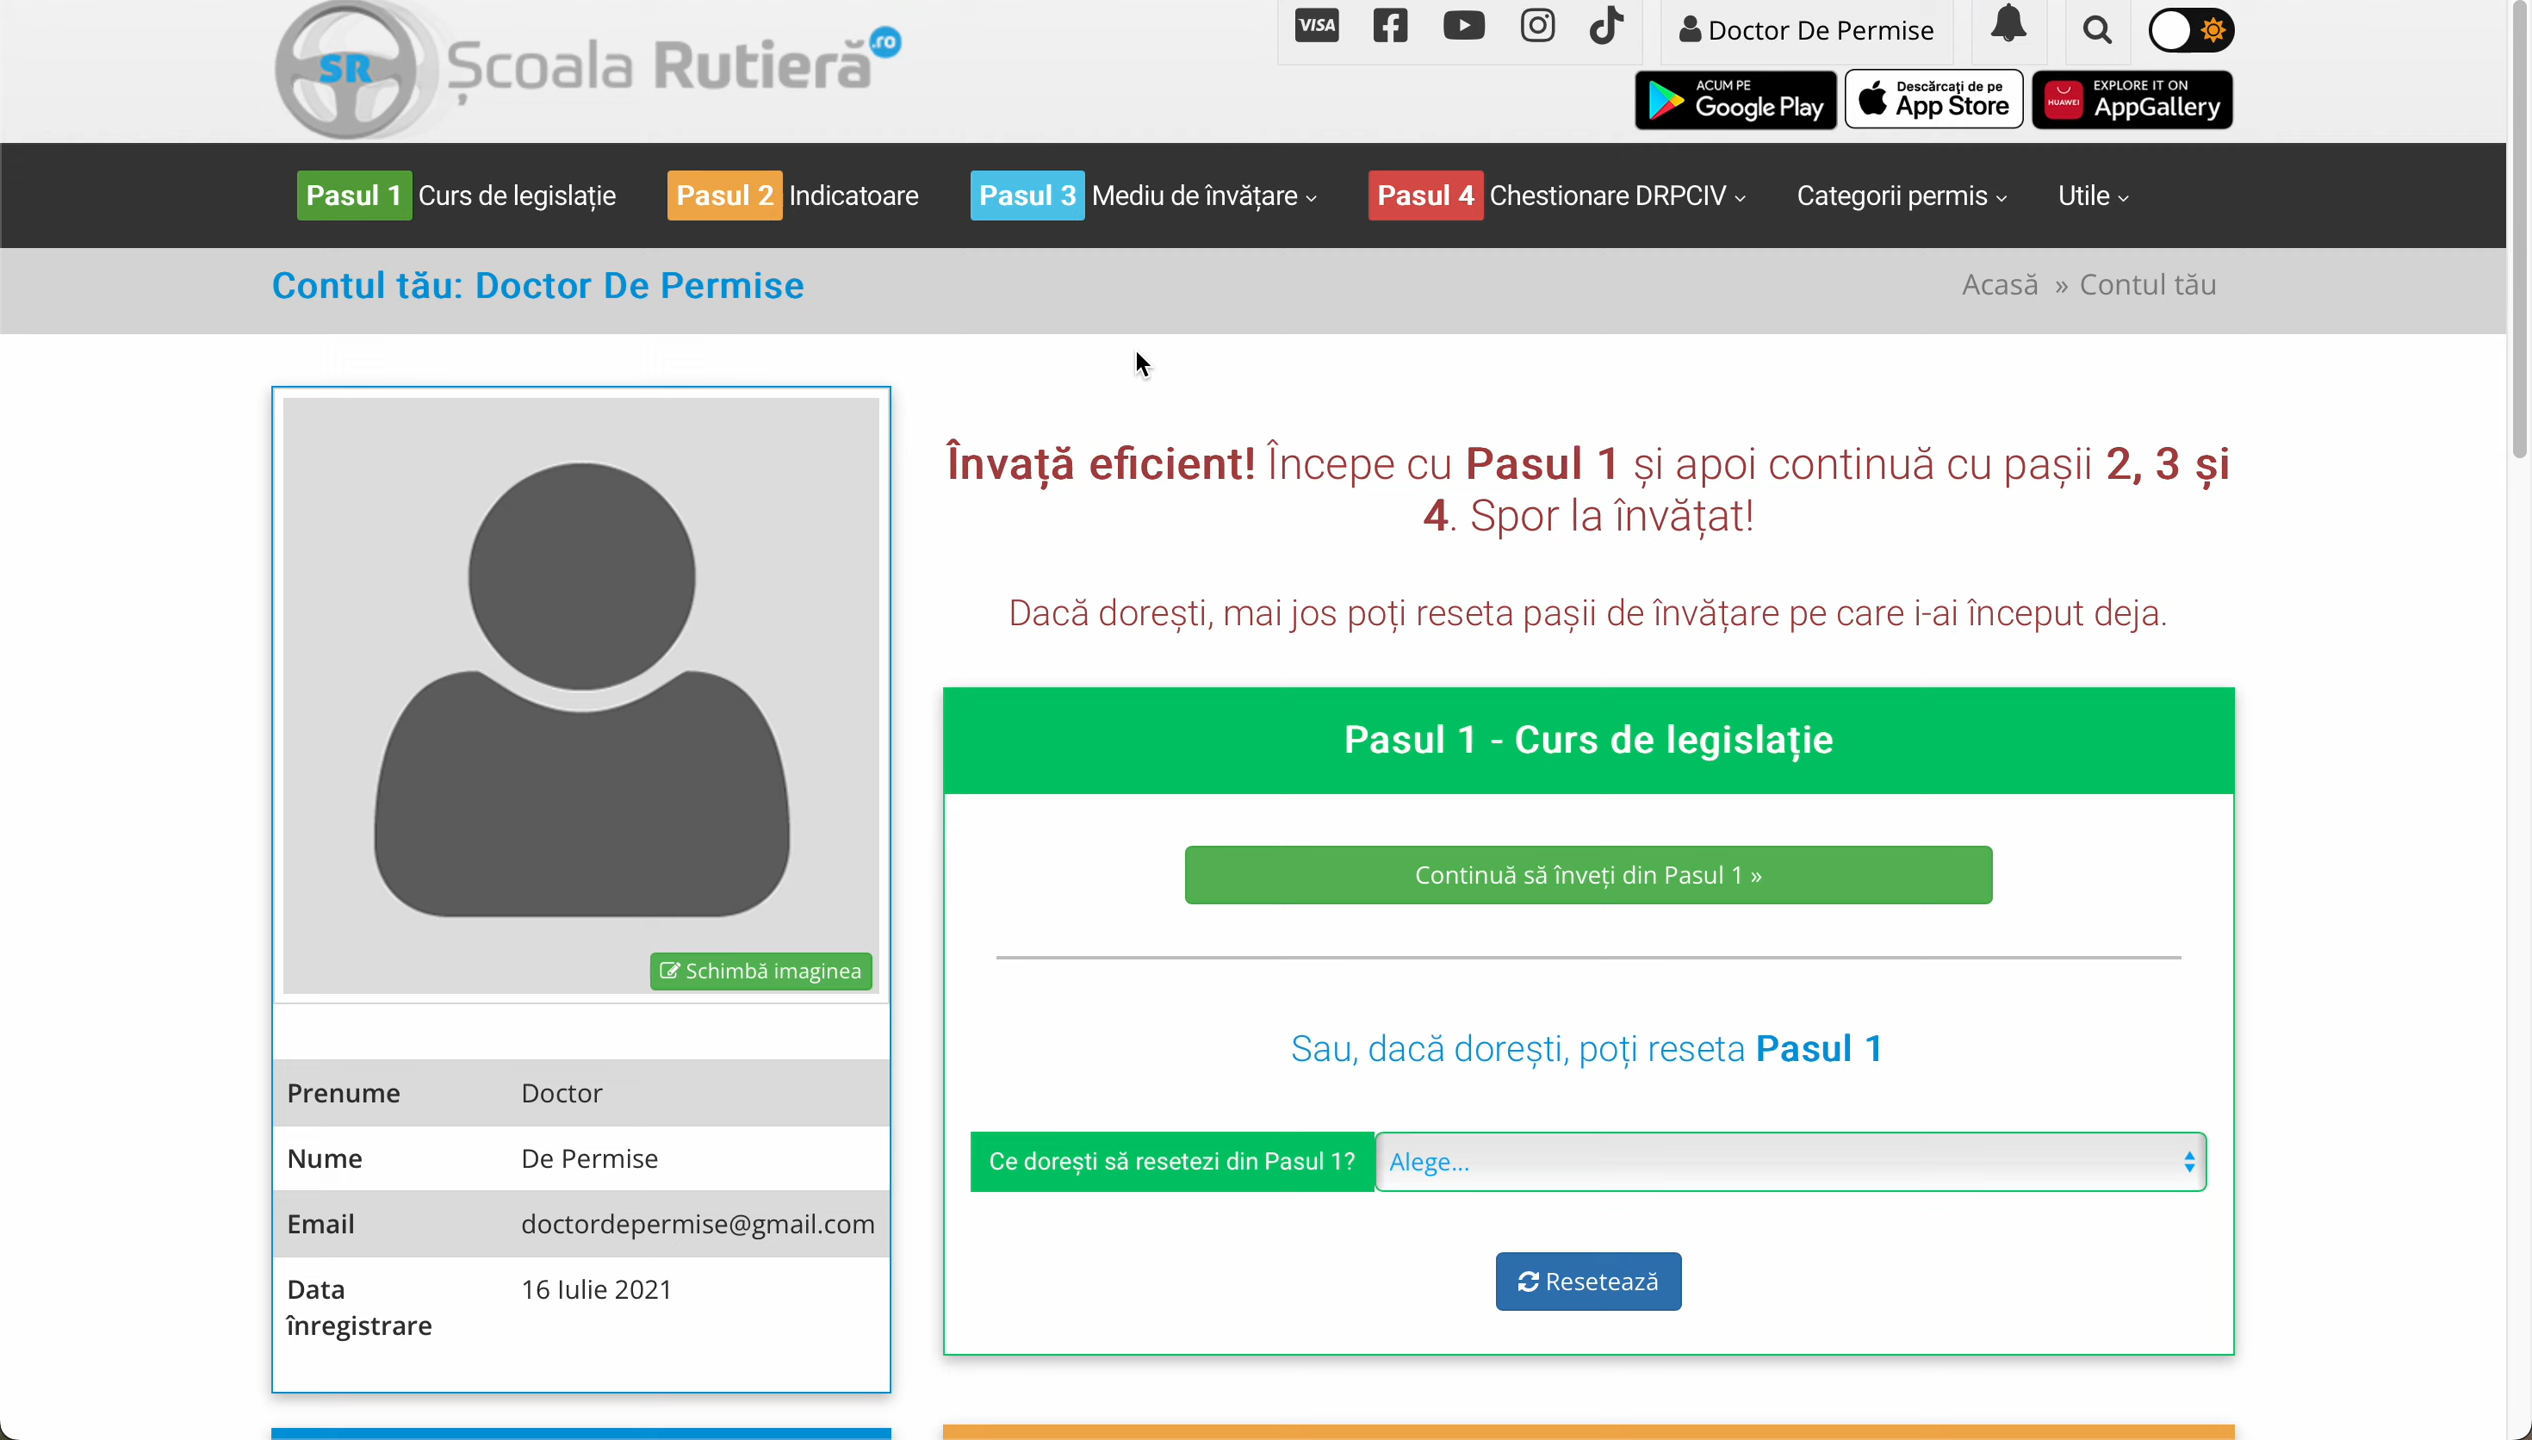 SR Școala Rutieră .ro
VISA
Doctor De Permise
ACUM PE
Google Play
Descărcați de pe
App Store
HUAWEI
EXPLORE IT ON
AppGallery
Pasul 1 Curs de legislație
Pasul 2 Indicatoare
Pasul 3 Mediu de învățare
Pasul 4 Chestionare DRPCIV
Categorii permis
Utile
Contul tău: Doctor De Permise
Acasă » Contul tău
Învață eficient! Începe cu Pasul 1 și apoi continuă cu pașii 2, 3 și
4. Spor la învățat!
Dacă dorești, mai jos poți reseta pașii de învățare pe care i-ai început deja.
Schimbă imaginea
Prenume Doctor
Nume De Permise
Email doctordepermise@gmail.com
Data 16 Iulie 2021
înregistrare
Pasul 1 - Curs de legislație
Continuă să înveți din Pasul 1 »
Sau, dacă dorești, poți reseta Pasul 1
Ce dorești să resetezi din Pasul 1? Alege...
Resetează